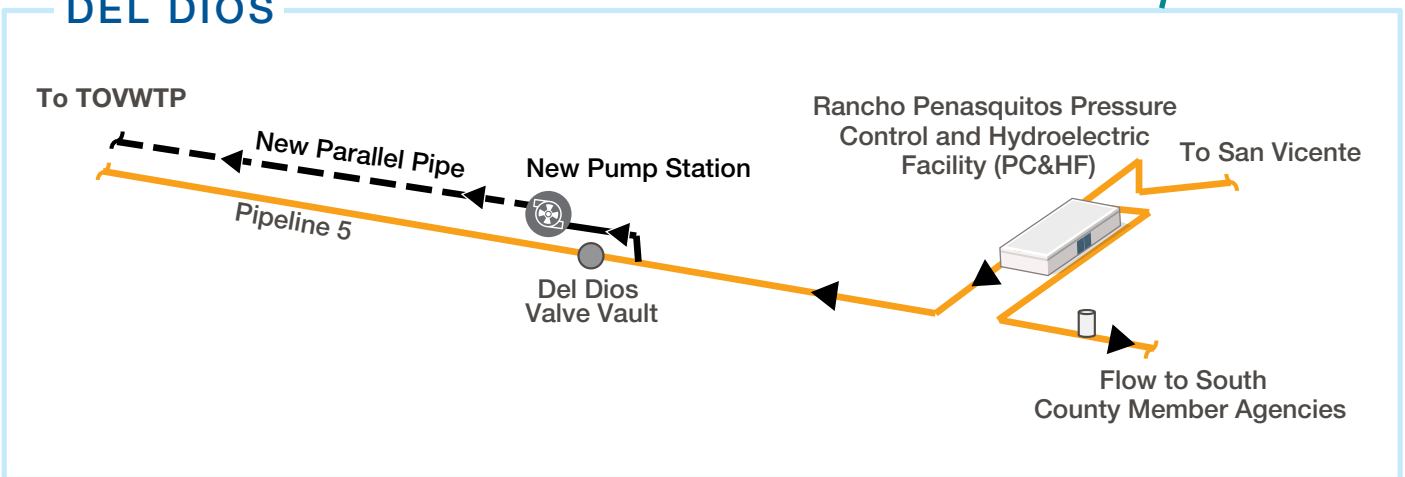 DEL DIOS
To TOVWTP
New Parallel Pipe
New Pump Station
Pipeline 5
Del Dios
Valve Vault
Rancho Penasquitos Pressure
Control and Hydroelectric
Facility (PC&HF)
To San Vicente
Flow to South
County Member Agencies